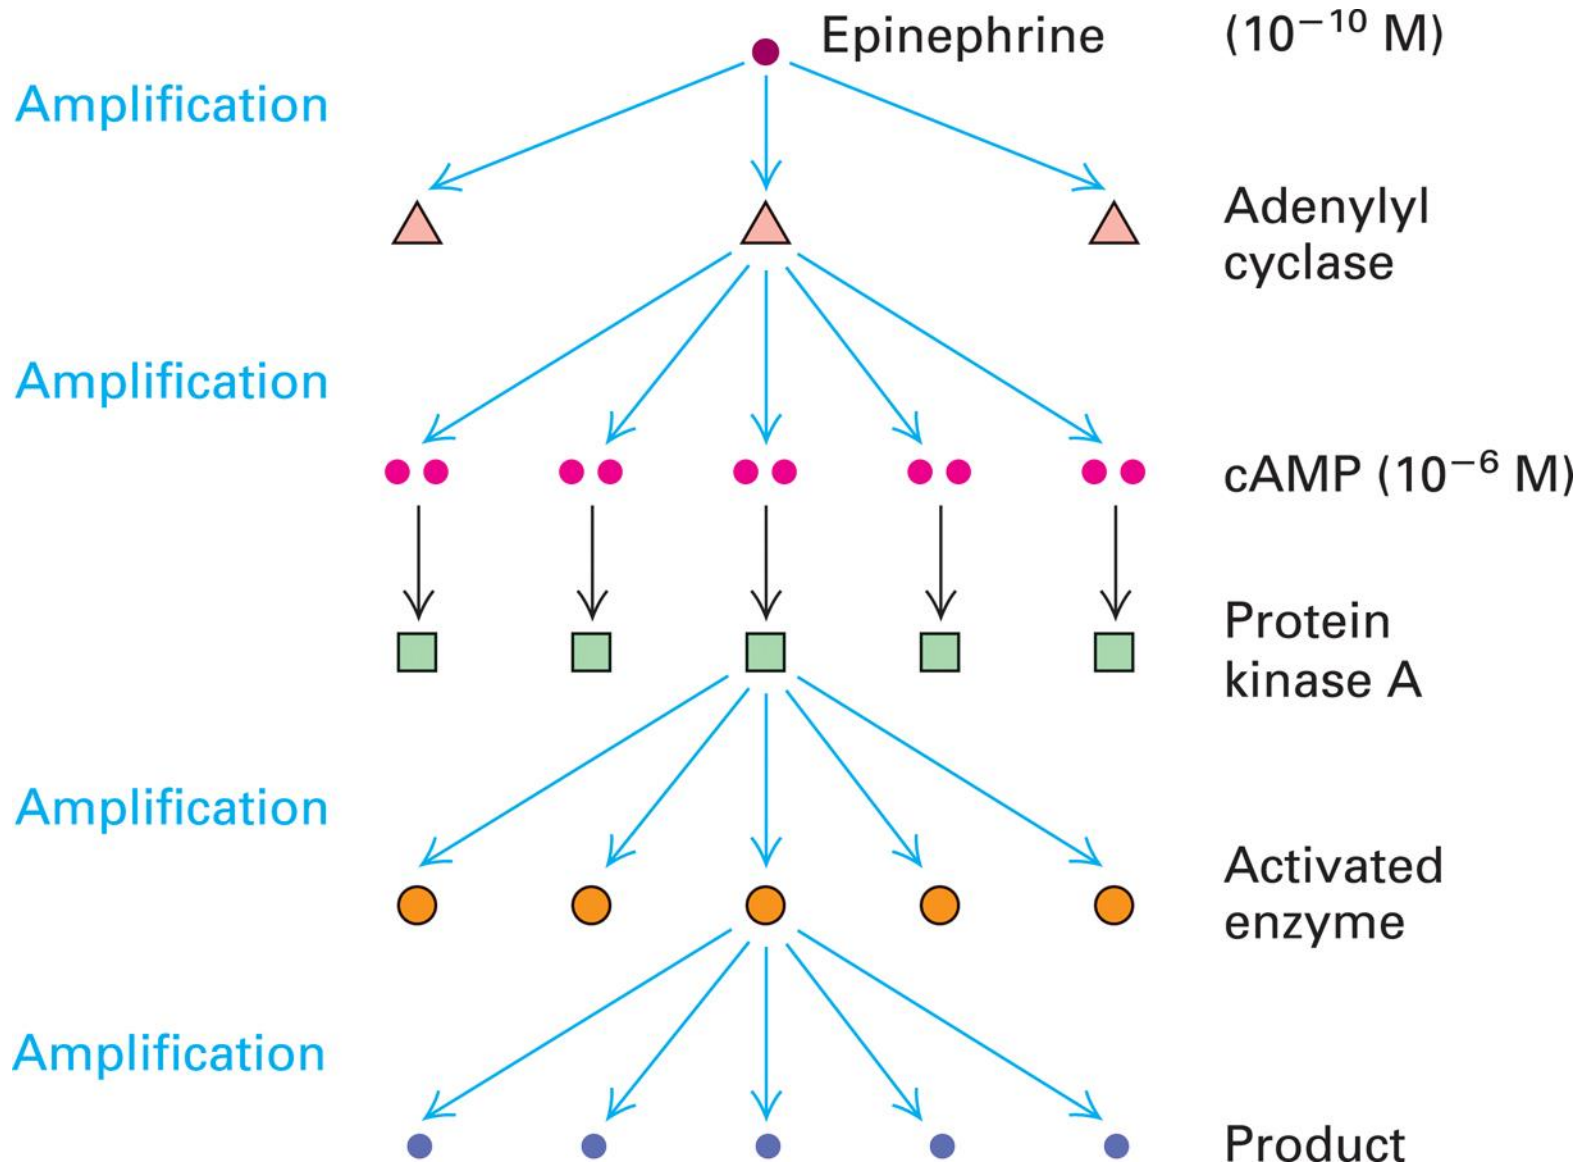 Epinephrine (10⁻¹⁰ M)
Amplification
Adenylyl
cyclase
Amplification
cAMP (10⁻⁶ M)
Protein
kinase A
Amplification
Activated
enzyme
Amplification
Product